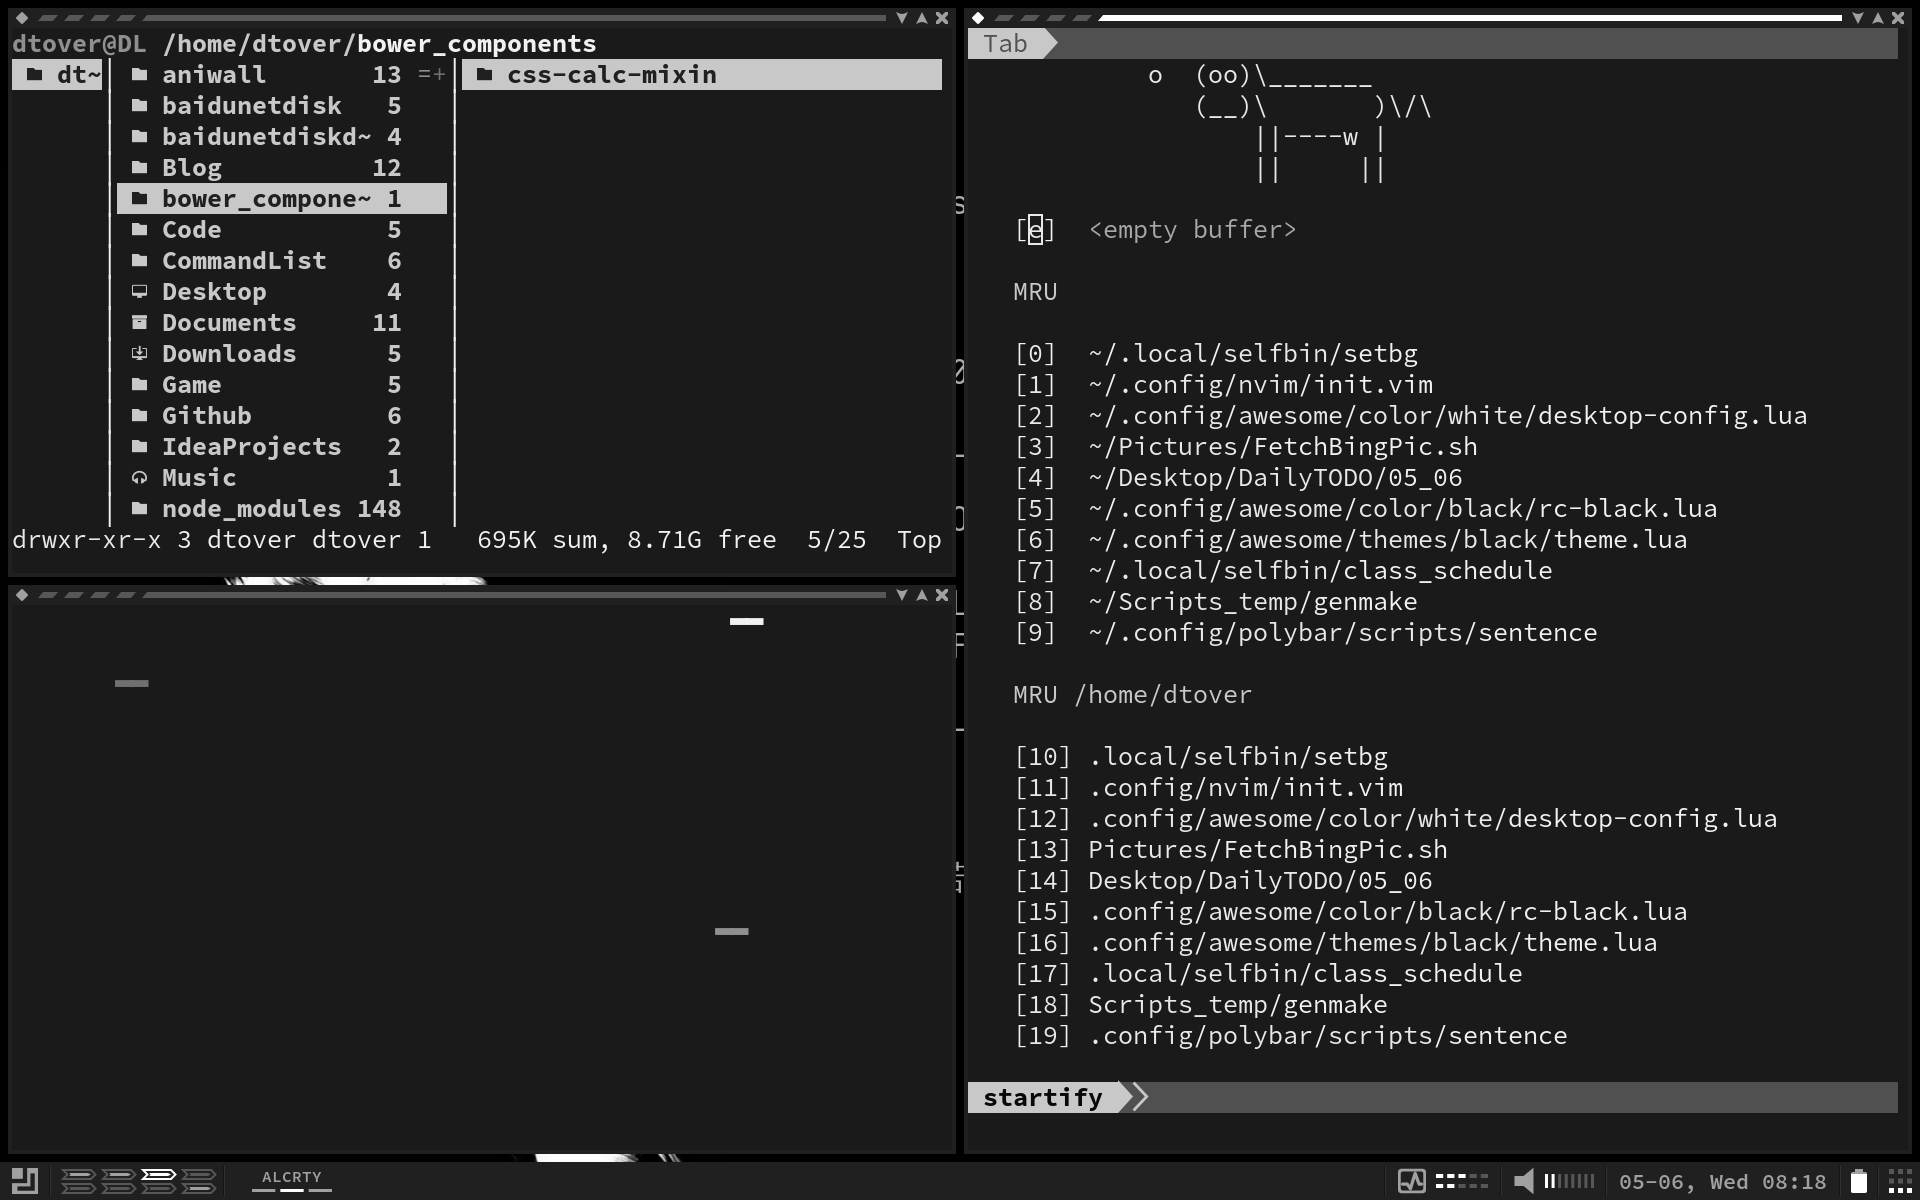 dtover@DL /home/dtover/bower_components
dt~
aniwall 13 =+
baidunetdisk 5
baidunetdiskd~ 4
Blog 12
bower_compone~ 1
Code 5
CommandList 6
Desktop 4
Documents 11
Downloads 5
Game 5
Github 6
IdeaProjects 2
Music 1
node_modules 148
css-calc-mixin
drwxr-xr-x 3 dtover dtover 1 695K sum, 8.71G free 5/25 Top
Tab
o (oo)\_______
(__)\ )\/\
||----w |
|| ||
[e] <empty buffer>
MRU
[0] ~/.local/selfbin/setbg
[1] ~/.config/nvim/init.vim
[2] ~/.config/awesome/color/white/desktop-config.lua
[3] ~/Pictures/FetchBingPic.sh
[4] ~/Desktop/DailyTODO/05_06
[5] ~/.config/awesome/color/black/rc-black.lua
[6] ~/.config/awesome/themes/black/theme.lua
[7] ~/.local/selfbin/class_schedule
[8] ~/Scripts_temp/genmake
[9] ~/.config/polybar/scripts/sentence
MRU /home/dtover
[10] .local/selfbin/setbg
[11] .config/nvim/init.vim
[12] .config/awesome/color/white/desktop-config.lua
[13] Pictures/FetchBingPic.sh
[14] Desktop/DailyTODO/05_06
[15] .config/awesome/color/black/rc-black.lua
[16] .config/awesome/themes/black/theme.lua
[17] .local/selfbin/class_schedule
[18] Scripts_temp/genmake
[19] .config/polybar/scripts/sentence
startify
ALCRTY
05-06, Wed 08:18